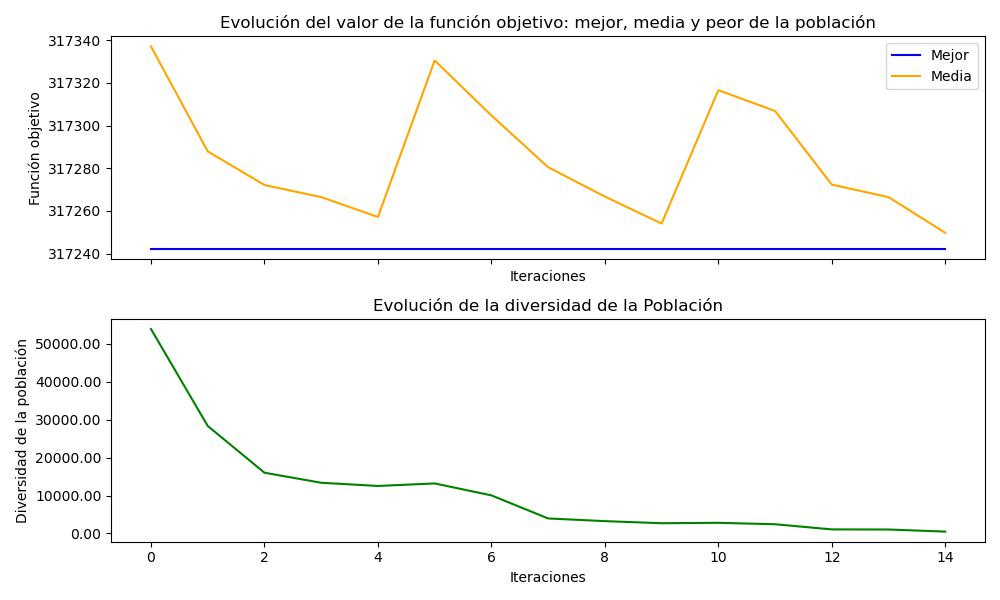 Evolución del valor de la función objetivo: mejor, media y peor de la población
317340
317320
317300
317280
317260
317240
Función objetivo
Mejor
Media
Iteraciones
Evolución de la diversidad de la Población
50000.00
40000.00
30000.00
20000.00
10000.00
0.00
Diversidad de la población
0 2 4 6 8 10 12 14
Iteraciones